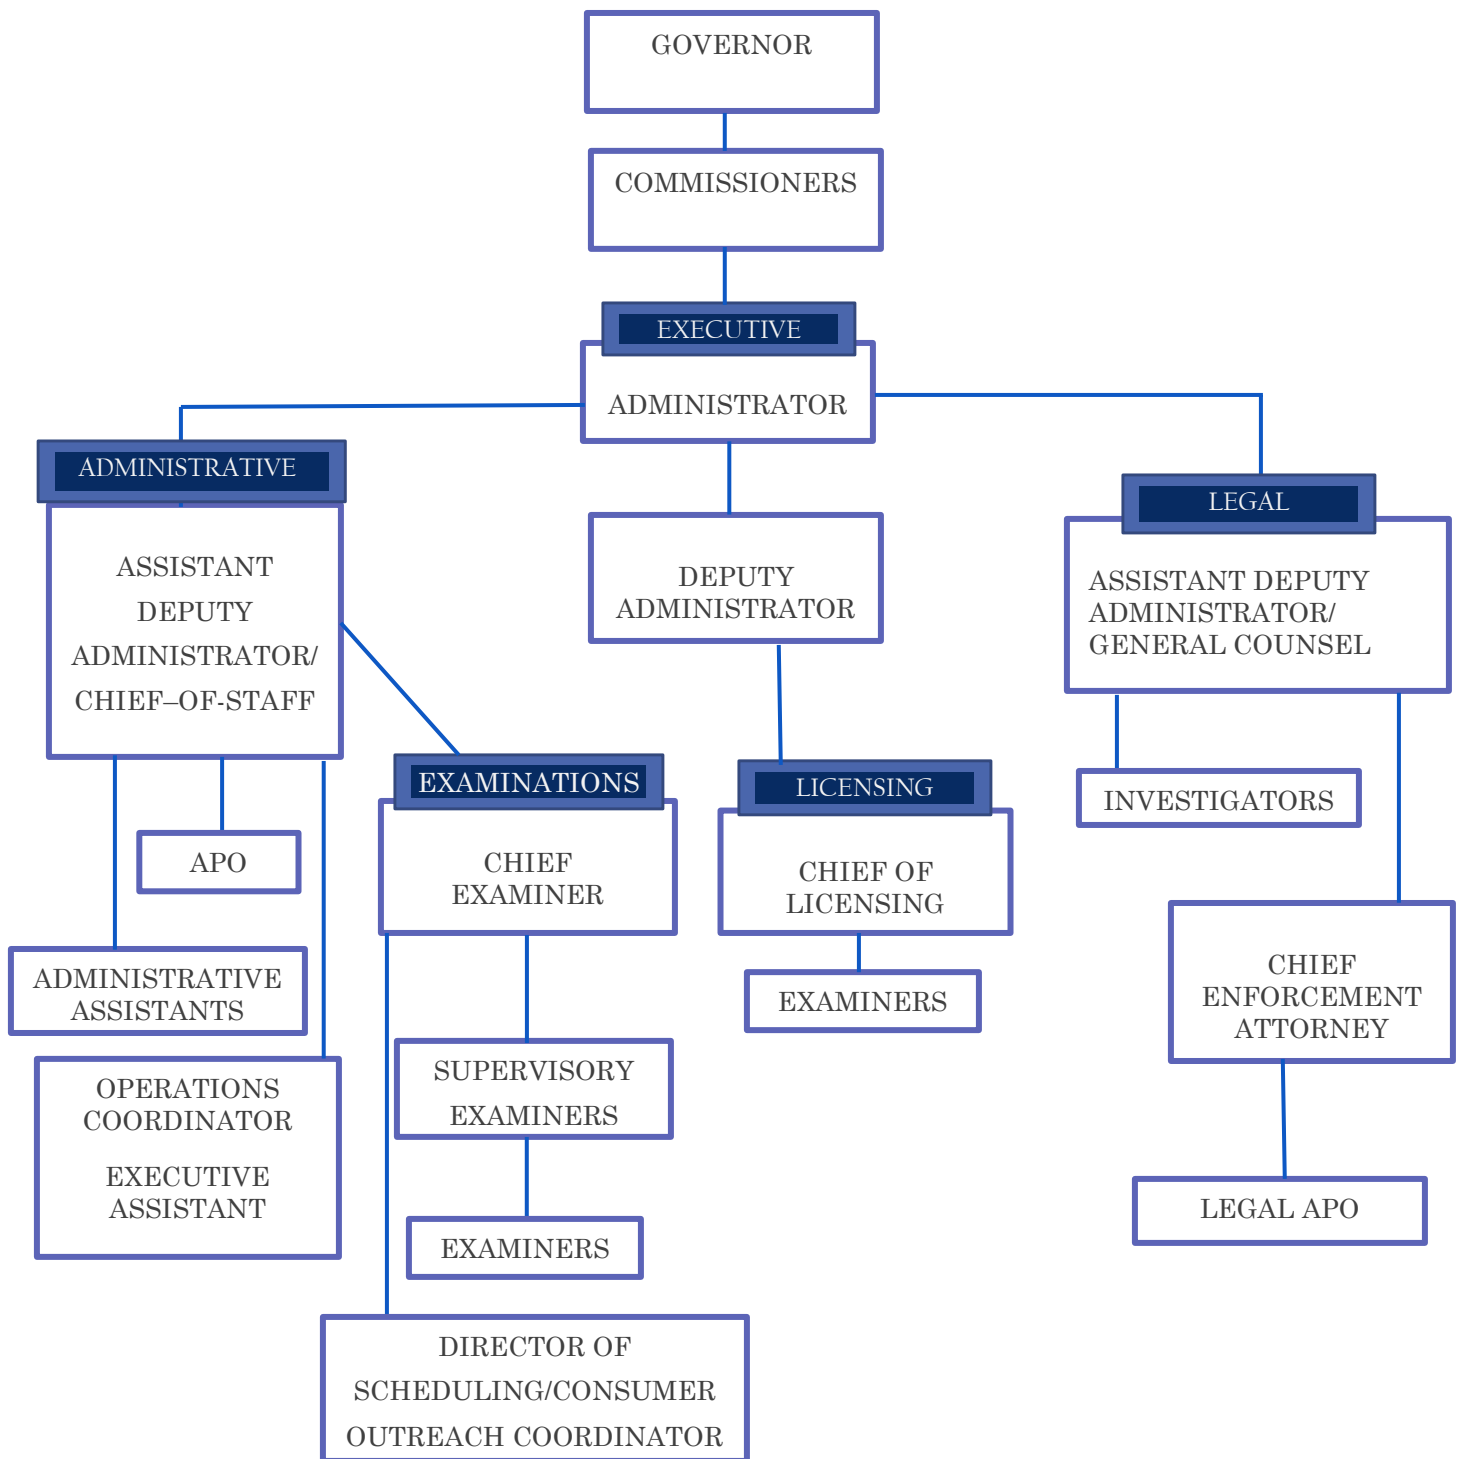 GOVERNOR
COMMISSIONERS
EXECUTIVE
ADMINISTRATOR
ADMINISTRATIVE
ASSISTANT
DEPUTY
ADMINISTRATOR/
CHIEF–OF-STAFF
DEPUTY
ADMINISTRATOR
LEGAL
ASSISTANT DEPUTY
ADMINISTRATOR/
GENERAL COUNSEL
EXAMINATIONS
CHIEF
EXAMINER
LICENSING
CHIEF OF
LICENSING
INVESTIGATORS
APO
ADMINISTRATIVE
ASSISTANTS
EXAMINERS
CHIEF
ENFORCEMENT
ATTORNEY
OPERATIONS
COORDINATOR
EXECUTIVE
ASSISTANT
SUPERVISORY
EXAMINERS
EXAMINERS
LEGAL APO
DIRECTOR OF
SCHEDULING/CONSUMER
OUTREACH COORDINATOR